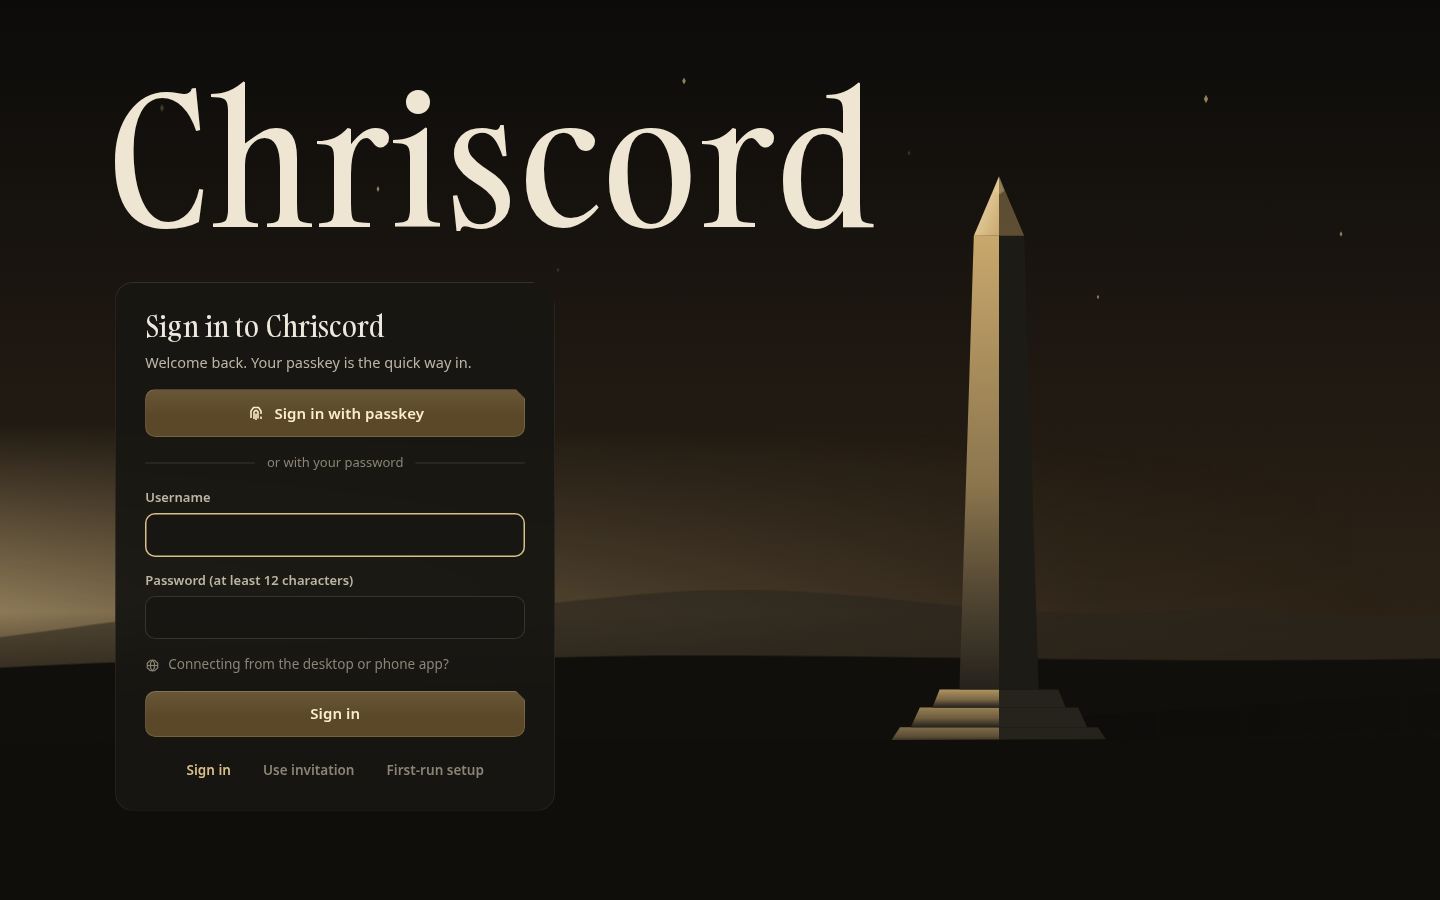 Chriscord
Sign in to Chriscord
Welcome back. Your passkey is the quick way in.
Sign in with passkey
or with your password
Username
Password (at least 12 characters)
Connecting from the desktop or phone app?
Sign in
Sign in Use invitation First-run setup